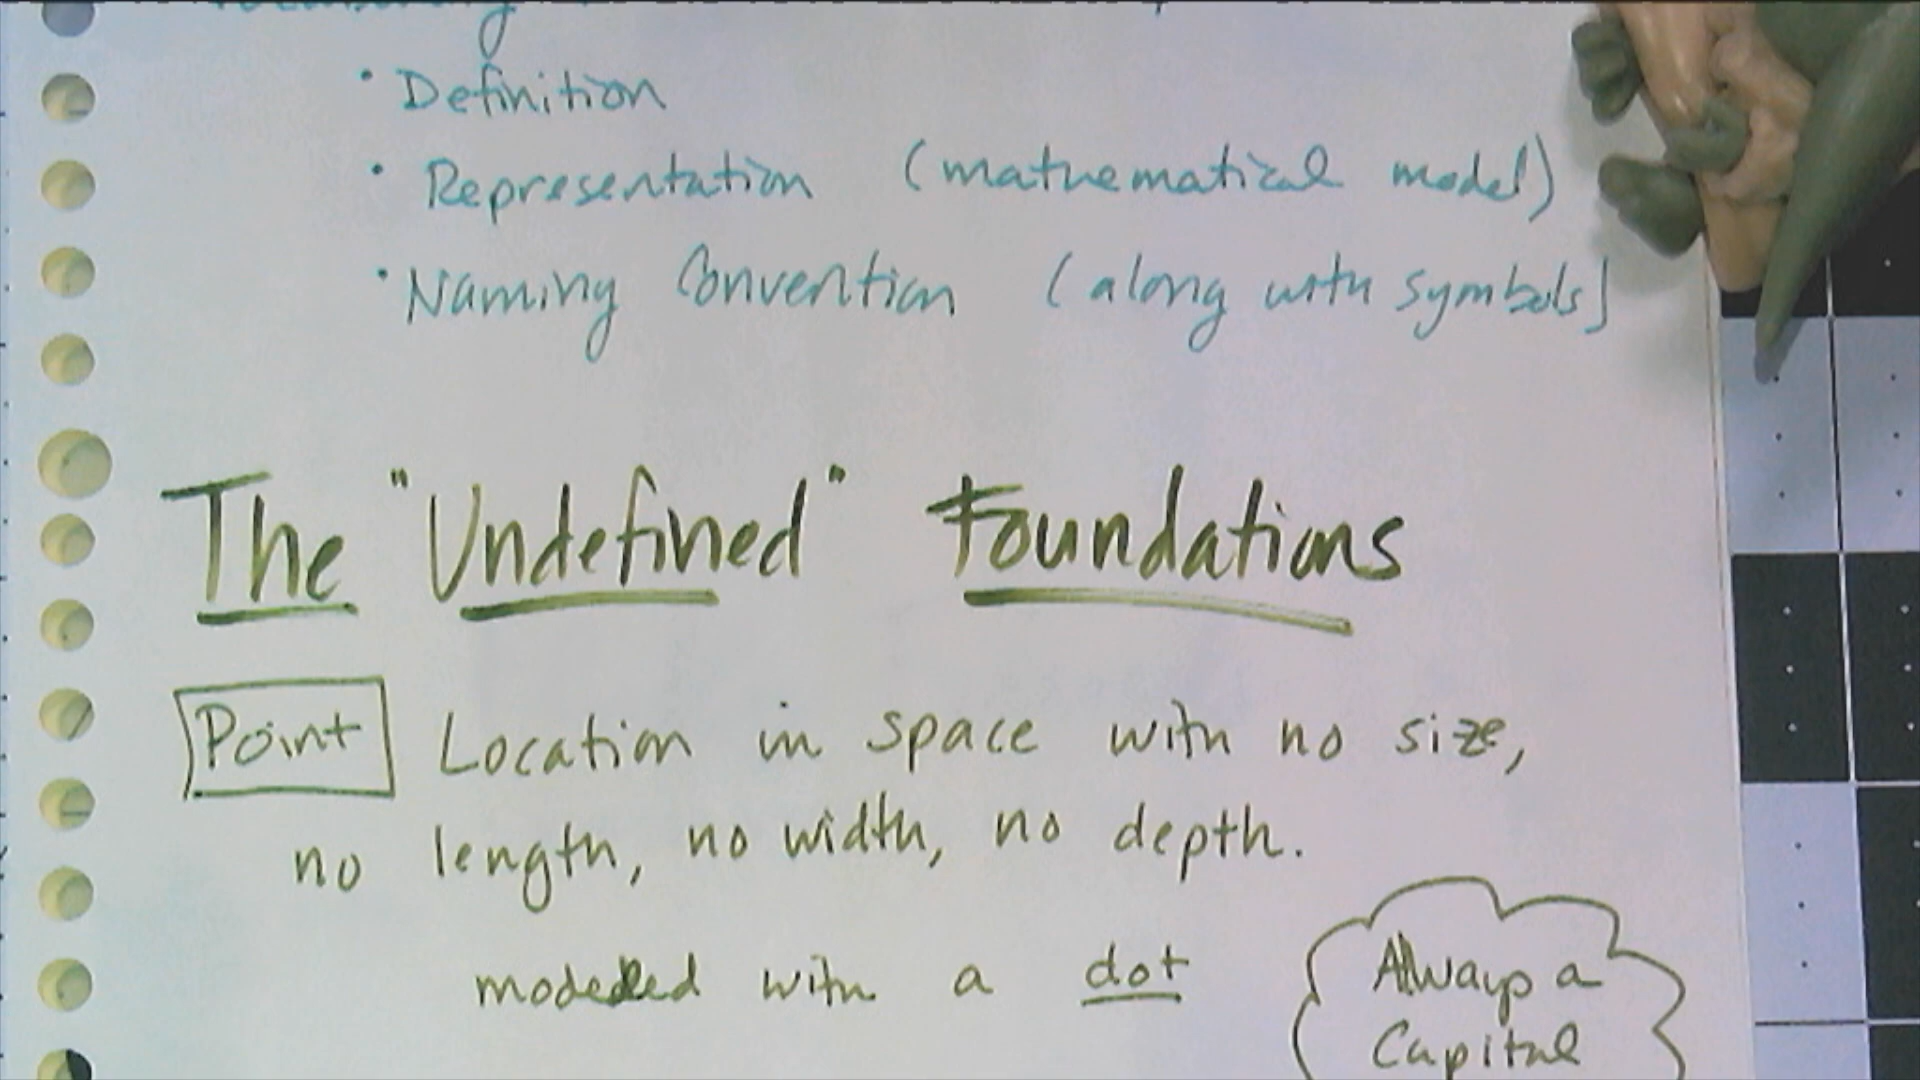 • Definition
• Representation (mathematical model)
• Naming Convention (along with symbols)
The "Undefined" Foundations
Point Location in space with no size,
no length, no width, no depth.
modeled with a dot
Always a
Capital